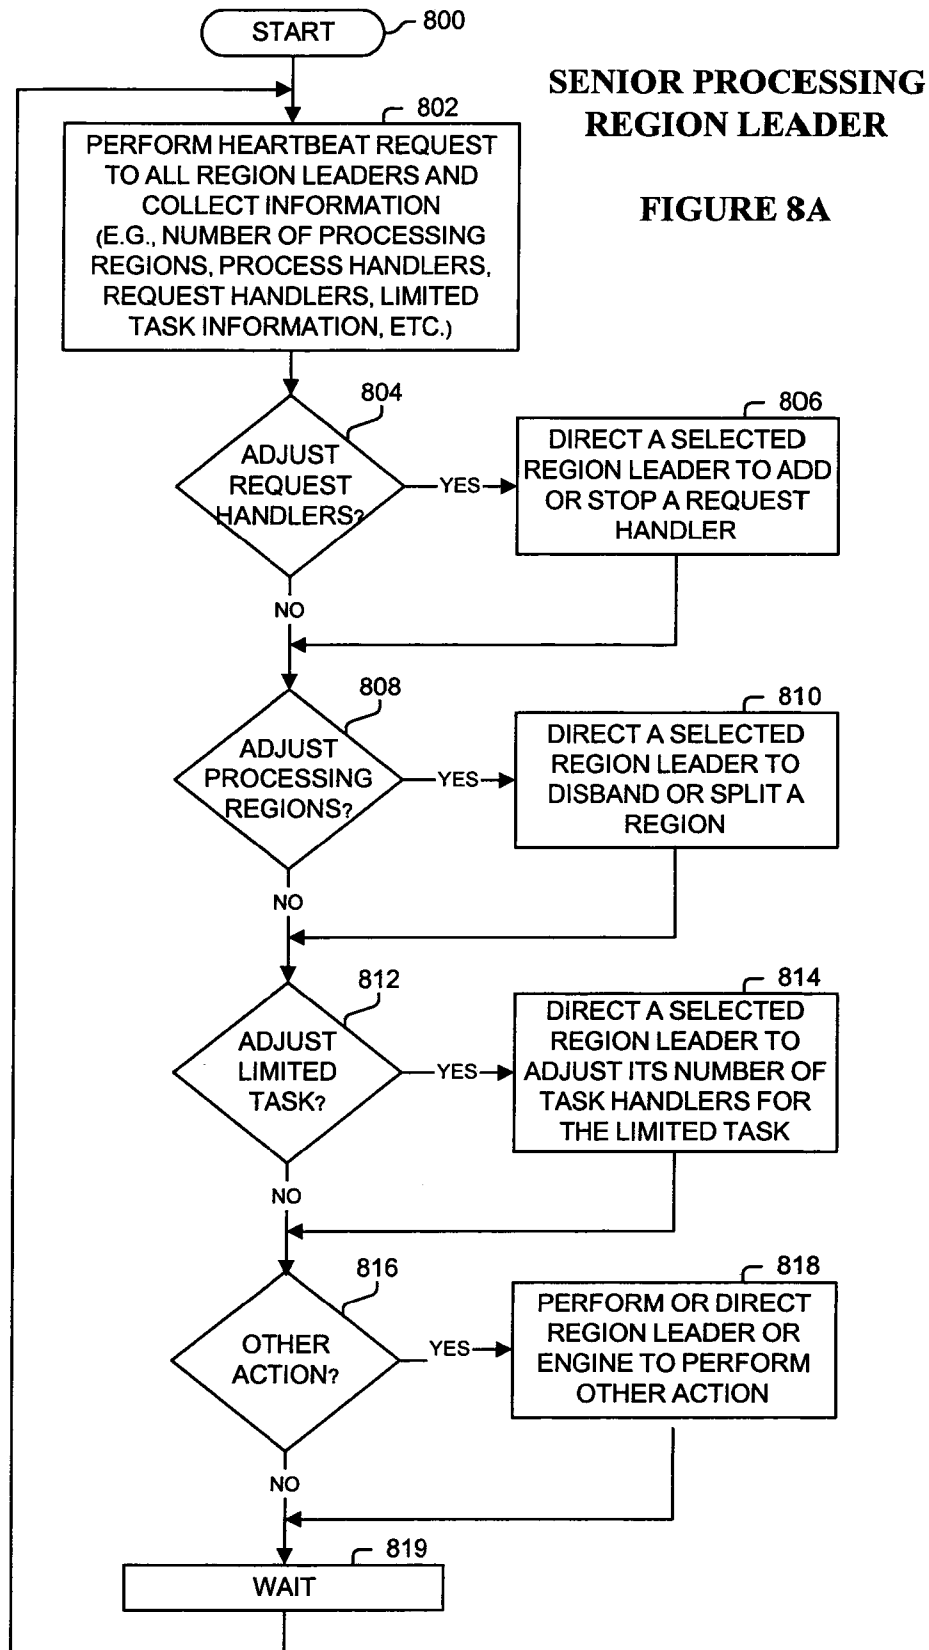 START
800
SENIOR PROCESSING
REGION LEADER
FIGURE 8A
802
PERFORM HEARTBEAT REQUEST
TO ALL REGION LEADERS AND
COLLECT INFORMATION
(E.G., NUMBER OF PROCESSING
REGIONS, PROCESS HANDLERS,
REQUEST HANDLERS, LIMITED
TASK INFORMATION, ETC.)
804
ADJUST
REQUEST
HANDLERS?
YES
806
DIRECT A SELECTED
REGION LEADER TO ADD
OR STOP A REQUEST
HANDLER
NO
808
ADJUST
PROCESSING
REGIONS?
YES
810
DIRECT A SELECTED
REGION LEADER TO
DISBAND OR SPLIT A
REGION
NO
812
ADJUST
LIMITED
TASK?
YES
814
DIRECT A SELECTED
REGION LEADER TO
ADJUST ITS NUMBER OF
TASK HANDLERS FOR
THE LIMITED TASK
NO
816
OTHER
ACTION?
YES
818
PERFORM OR DIRECT
REGION LEADER OR
ENGINE TO PERFORM
OTHER ACTION
NO
819
WAIT